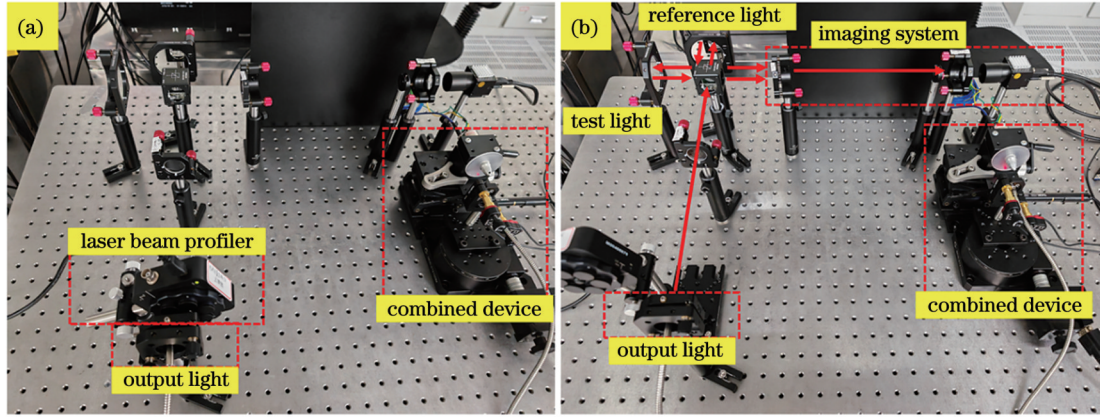 (a)
laser beam profiler
output light
combined device
(b)
reference light
imaging system
test light
output light
combined device